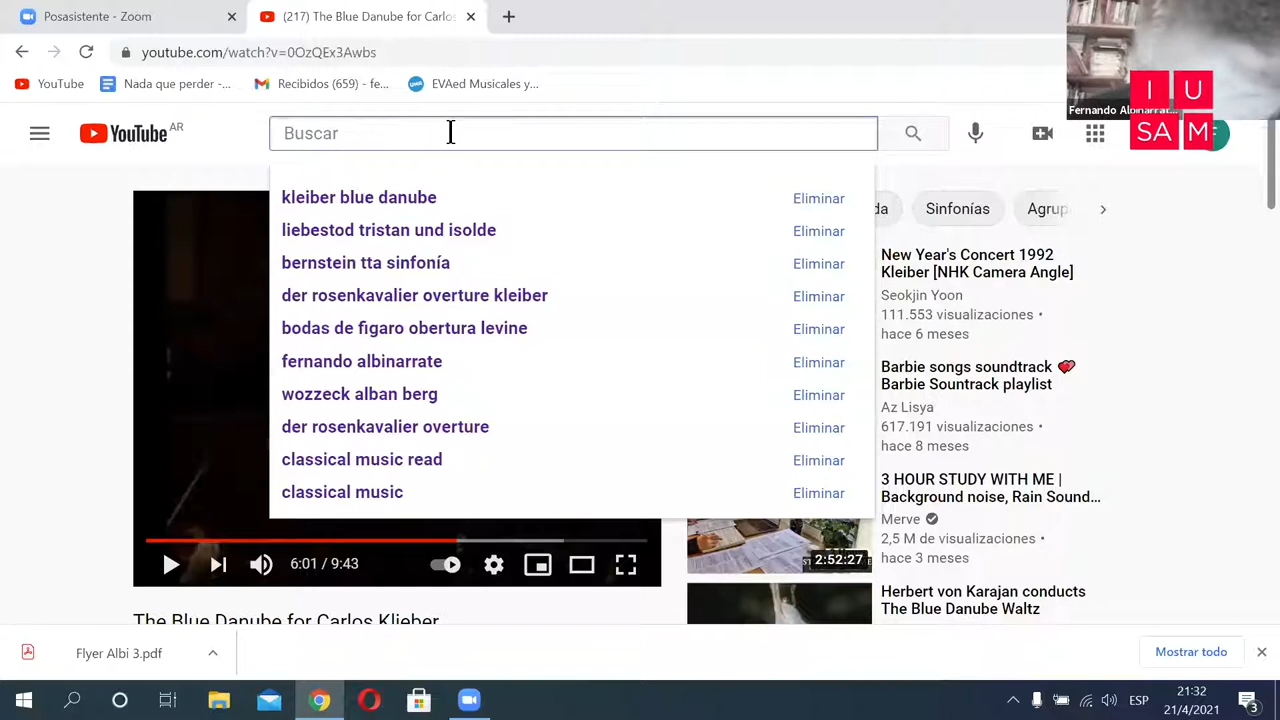 Posasistente - Zoom
(217) The Blue Danube for Carlos
youtube.com/watch?v=0OzQEx3Awbs
YouTube
Nada que perder -...
Recibidos (659) - fe...
EVAed Musicales y...
Fernando Albinarrat...
I U
SA M
YouTube AR
Buscar
F
kleiber blue danube Eliminar
liebestod tristan und isolde Eliminar
bernstein tta sinfonía Eliminar
der rosenkavalier overture kleiber Eliminar
bodas de figaro obertura levine Eliminar
fernando albinarrate Eliminar
wozzeck alban berg Eliminar
der rosenkavalier overture Eliminar
classical music read Eliminar
classical music Eliminar
da
Sinfonías
Agrup
New Year's Concert 1992
Kleiber [NHK Camera Angle]
Seokjin Yoon
111.553 visualizaciones •
hace 6 meses
Barbie songs soundtrack
Barbie Sountrack playlist
Az Lisya
617.191 visualizaciones •
hace 8 meses
3 HOUR STUDY WITH ME |
Background noise, Rain Sound...
Merve
2,5 M de visualizaciones •
hace 3 meses
2:52:27
Herbert von Karajan conducts
The Blue Danube Waltz
6:01 / 9:43
The Blue Danube for Carlos Klieber
Flyer Albi 3.pdf
Mostrar todo
ESP
21:32
21/4/2021
3